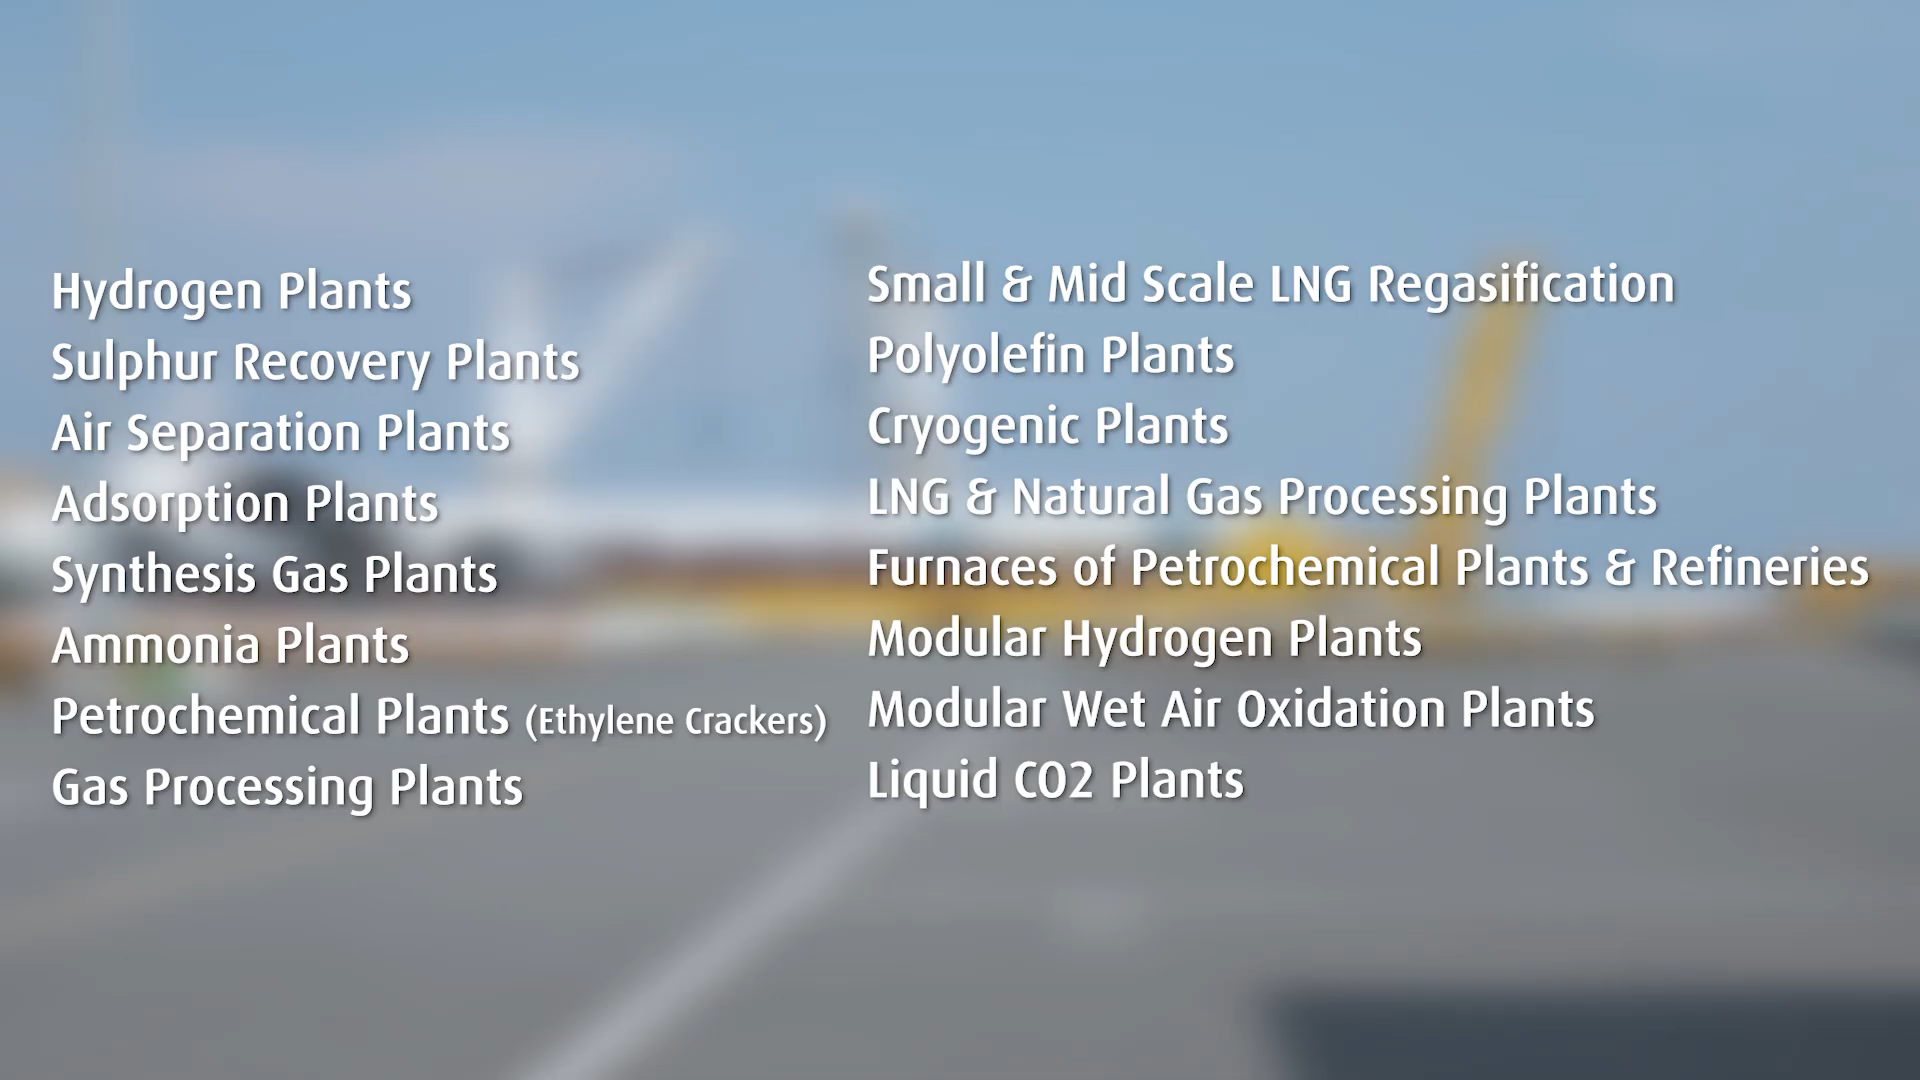 Hydrogen Plants
Sulphur Recovery Plants
Air Separation Plants
Adsorption Plants
Synthesis Gas Plants
Ammonia Plants
Petrochemical Plants (Ethylene Crackers)
Gas Processing Plants
Small & Mid Scale LNG Regasification
Polyolefin Plants
Cryogenic Plants
LNG & Natural Gas Processing Plants
Furnaces of Petrochemical Plants & Refineries
Modular Hydrogen Plants
Modular Wet Air Oxidation Plants
Liquid CO2 Plants